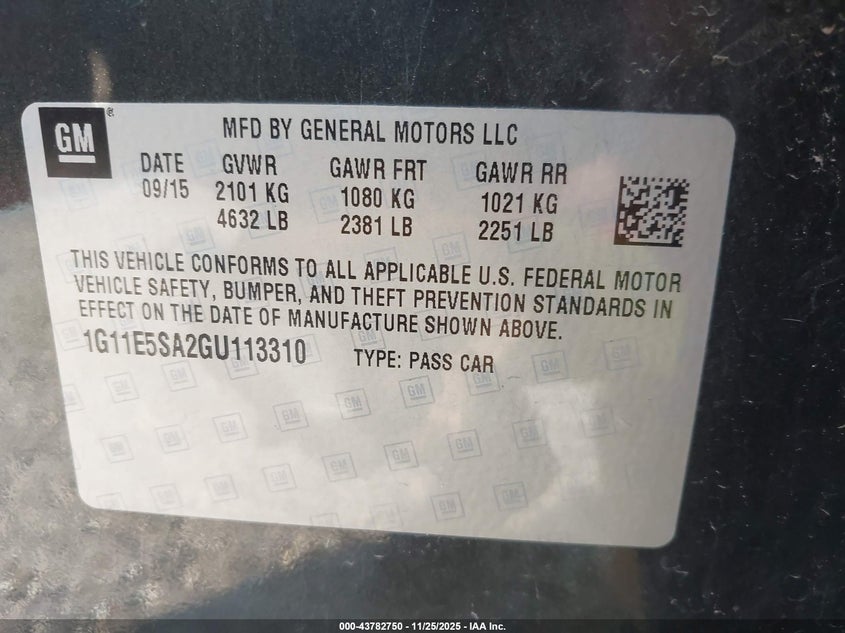 GM ®
MFD BY GENERAL MOTORS LLC
DATE GVWR GAWR FRT GAWR RR
09/15 2101 KG 1080 KG 1021 KG
4632 LB 2381 LB 2251 LB
THIS VEHICLE CONFORMS TO ALL APPLICABLE U.S. FEDERAL MOTOR
VEHICLE SAFETY, BUMPER, AND THEFT PREVENTION STANDARDS IN
EFFECT ON THE DATE OF MANUFACTURE SHOWN ABOVE.
1G11E5SA2GU113310 TYPE: PASS CAR
000-43782750 - 11/25/2025 - IAA Inc.